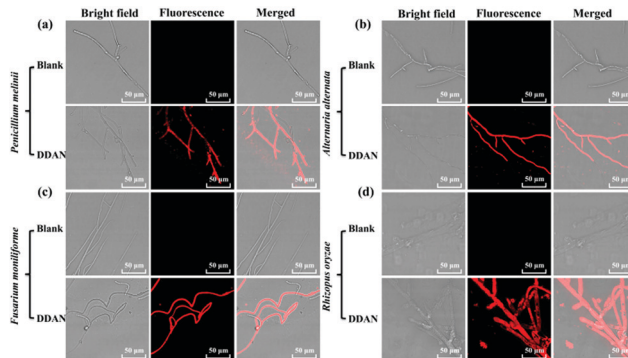 (a) Bright field Fluorescence Merged
Blank
50 μm 50 μm 50 μm
Penicillium melinii
DDAN
50 μm 50 μm 50 μm
(b) Bright field Fluorescence Merged
Blank
50 μm 50 μm 50 μm
Alternaria alternata
DDAN
50 μm 50 μm 50 μm
(c)
Blank
50 μm 50 μm 50 μm
Fusarium moniliforme
DDAN
50 μm 50 μm 50 μm
(d)
Blank
50 μm 50 μm 50 μm
Rhizopus oryzae
DDAN
50 μm 50 μm 50 μm